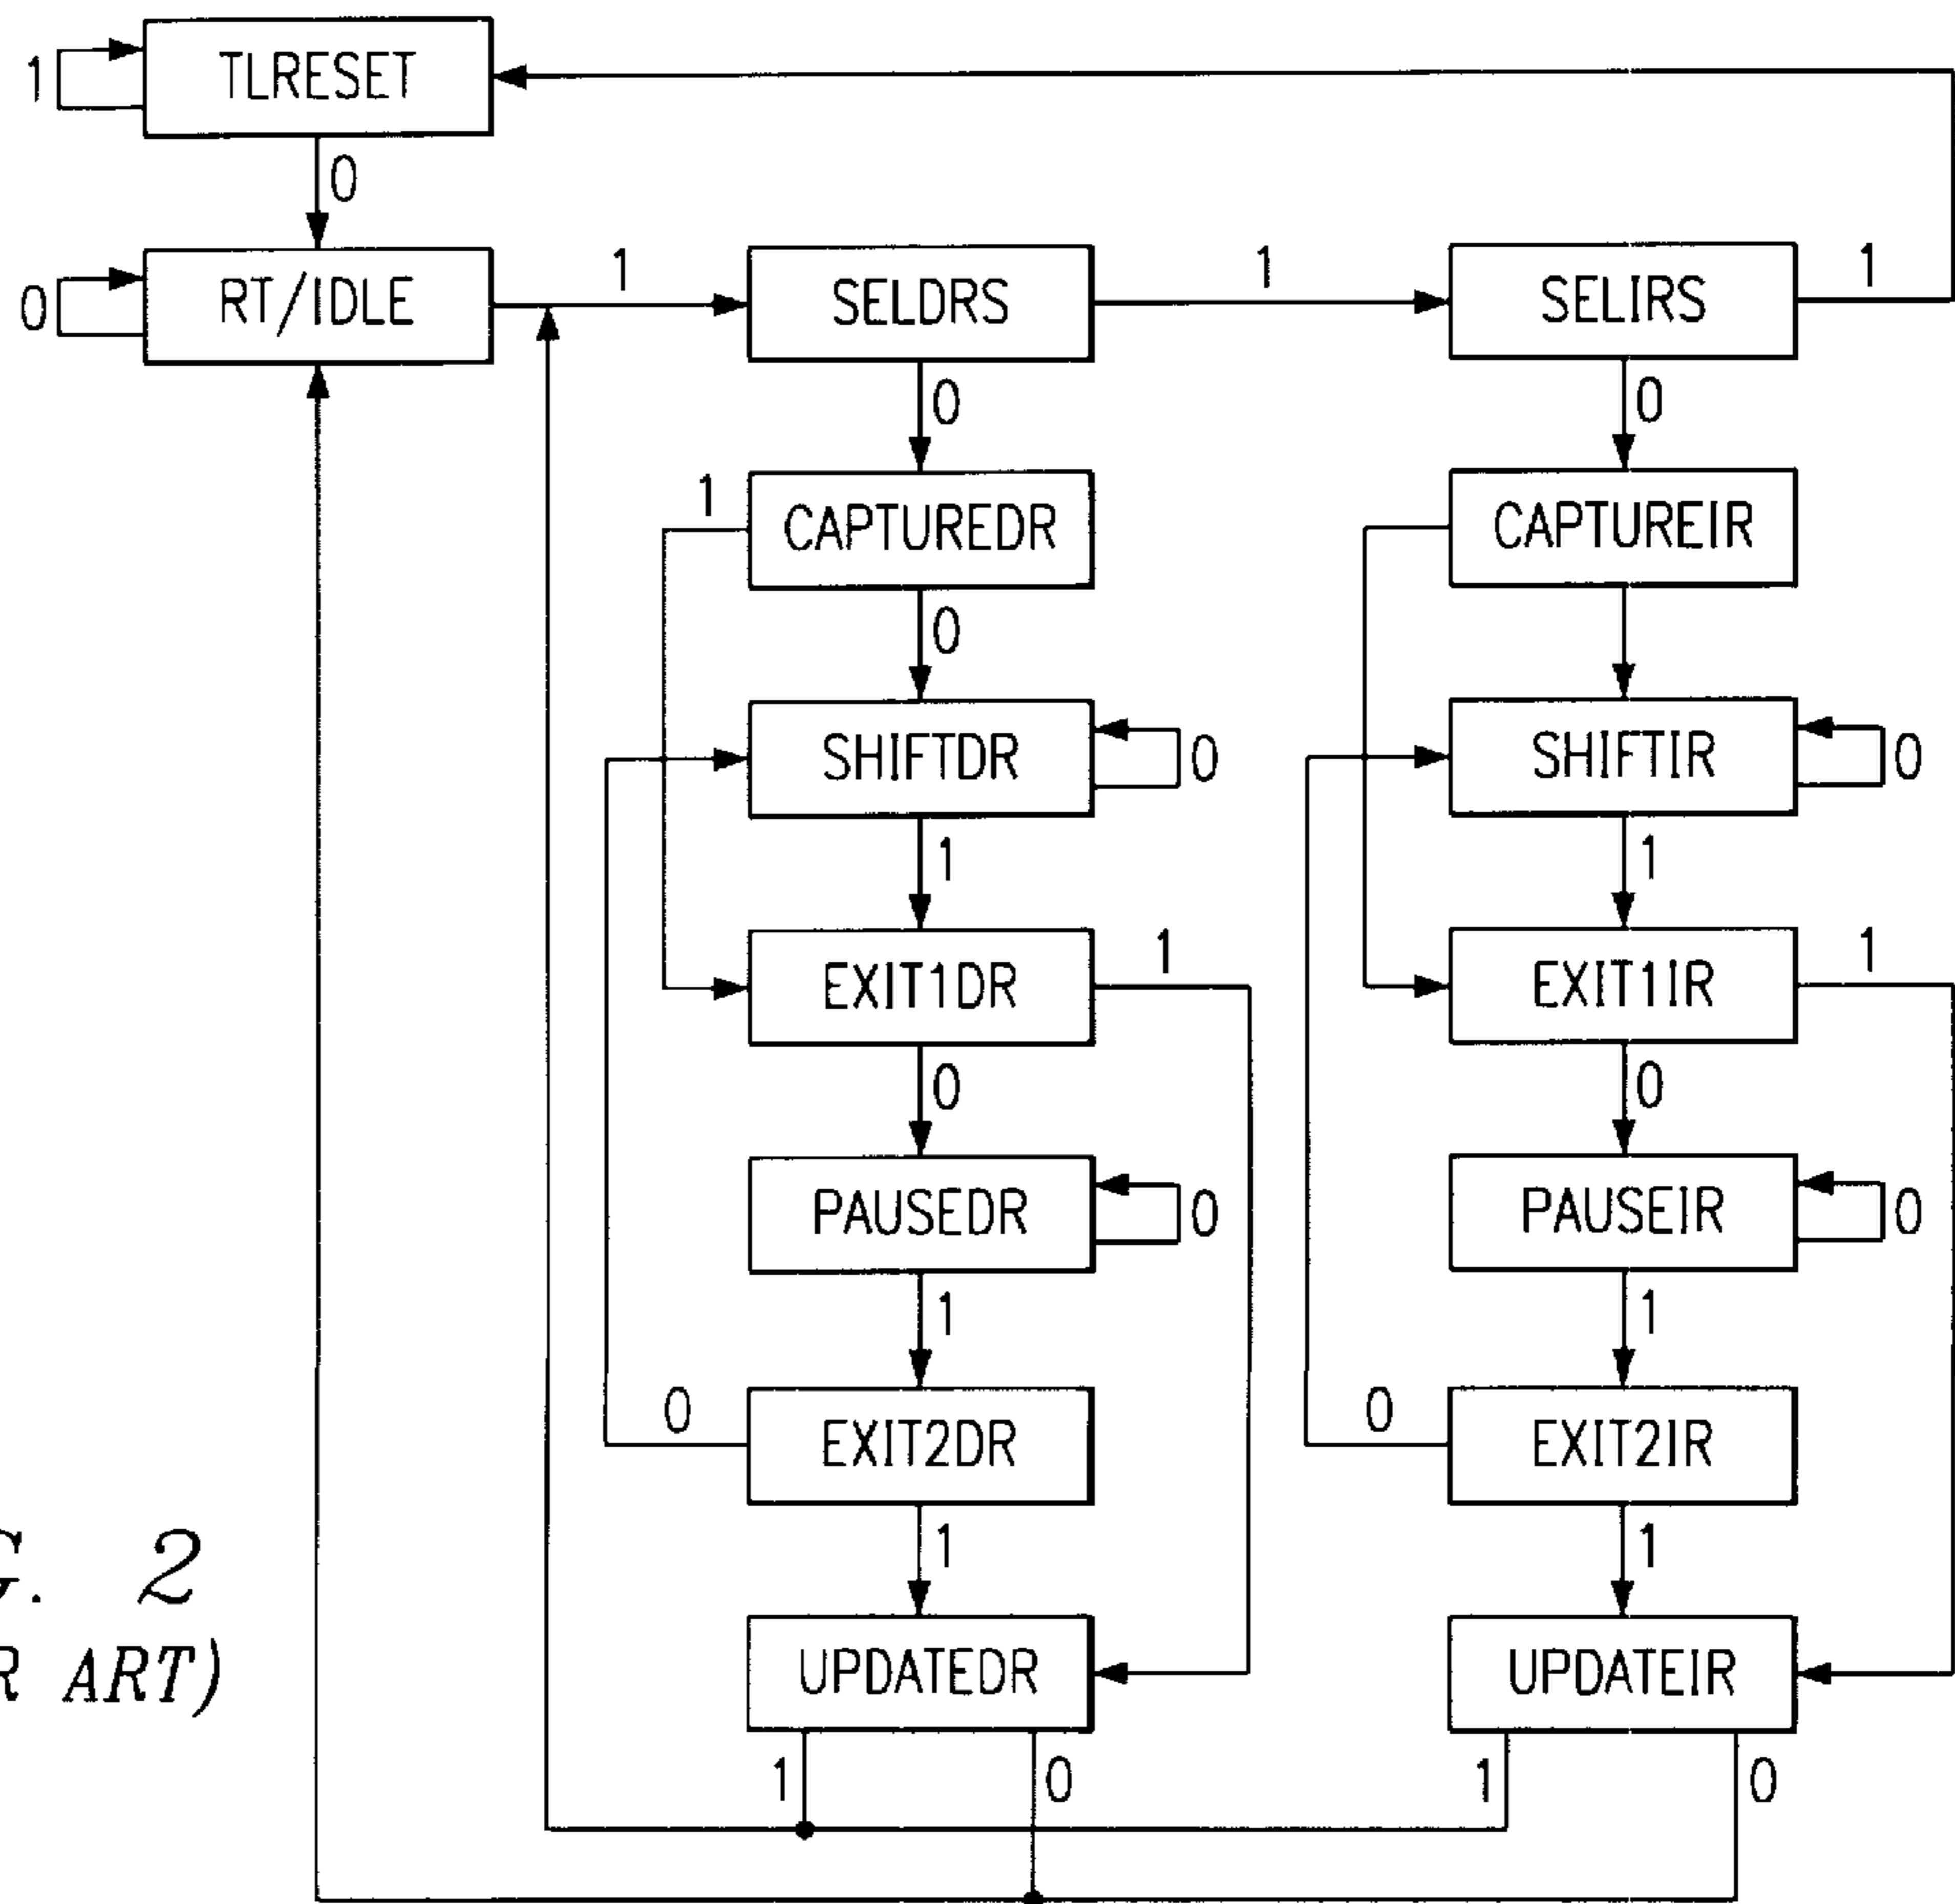 TLRESET
1
0
RT/IDLE
0
1
SELDRS
1
SELIRS
1
0
0
CAPTUREDR
1
CAPTUREIR
0
SHIFTDR
0
SHIFTIR
0
1
1
EXIT1DR
1
EXIT1IR
1
0
0
PAUSEDR
0
PAUSEIR
0
1
1
0
EXIT2DR
0
EXIT2IR
1
1
G. 2
R ART)
UPDATEDR
UPDATEIR
1
0
1
0